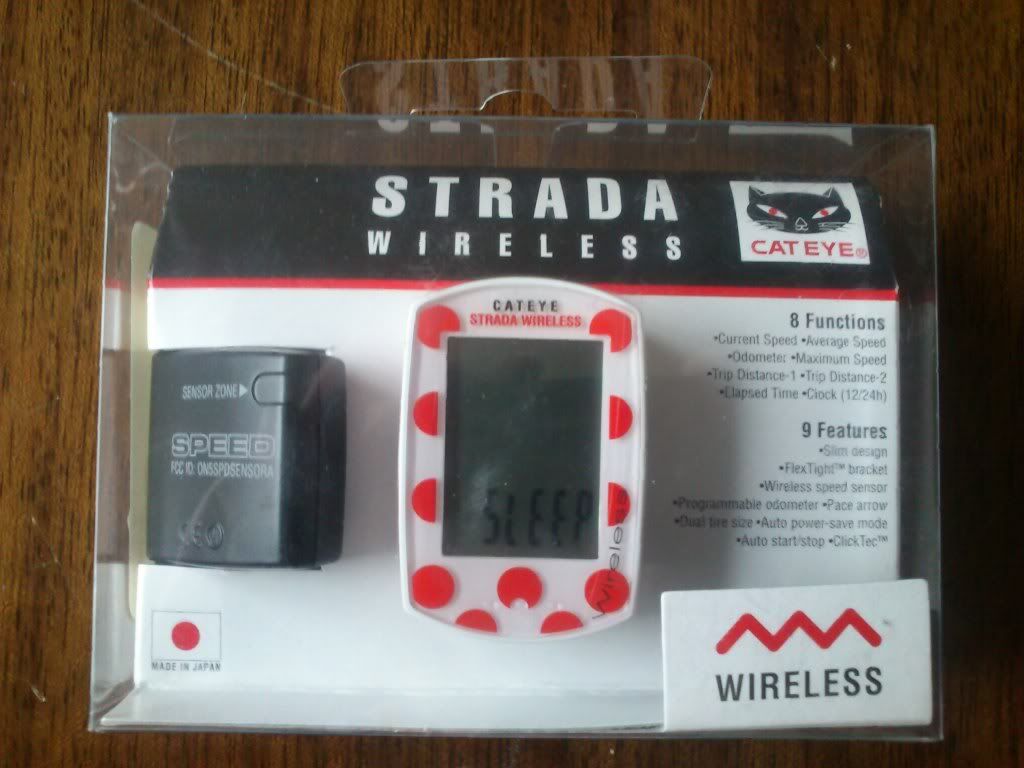 STRADA
WIRELESS
CAT EYE®
CATEYE
STRADA WIRELESS
8 Functions
•Current Speed •Average Speed
•Odometer •Maximum Speed
•Trip Distance-1 •Trip Distance-2
•Elapsed Time •Clock (12/24h)
9 Features
•Slim design
•FlexTight™ bracket
•Wireless speed sensor
•Programmable odometer •Pace arrow
•Dual tire size •Auto power-save mode
•Auto start/stop •ClickTec™
SENSOR ZONE▶
SPEED
FCC ID: ON5SPDSENSORA
SLEEP
Wireless
MADE IN JAPAN
WIRELESS